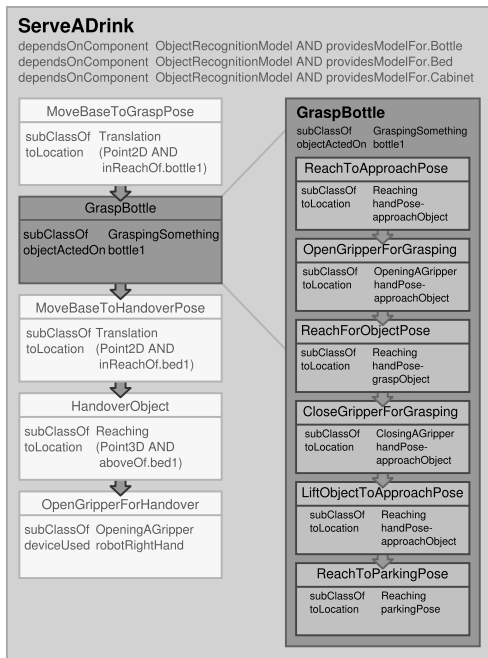 ServeADrink
dependsOnComponent ObjectRecognitionModel AND providesModelFor.Bottle
dependsOnComponent ObjectRecognitionModel AND providesModelFor.Bed
dependsOnComponent ObjectRecognitionModel AND providesModelFor.Cabinet
MoveBaseToGraspPose
subClassOf Translation
toLocation (Point2D AND
inReachOf.bottle1)
GraspBottle
subClassOf GraspingSomething
objectActedOn bottle1
MoveBaseToHandoverPose
subClassOf Translation
toLocation (Point2D AND
inReachOf.bed1)
HandoverObject
subClassOf Reaching
toLocation (Point3D AND
aboveOf.bed1)
OpenGripperForHandover
subClassOf OpeningAGripper
deviceUsed robotRightHand
GraspBottle
subClassOf GraspingSomething
objectActedOn bottle1
ReachToApproachPose
subClassOf Reaching
toLocation handPose-
approachObject
OpenGripperForGrasping
subClassOf OpeningAGripper
toLocation handPose-
approachObject
ReachForObjectPose
subClassOf Reaching
toLocation handPose-
graspObject
CloseGripperForGrasping
subClassOf ClosingAGripper
toLocation handPose-
approachObject
LiftObjectToApproachPose
subClassOf Reaching
toLocation handPose-
approachObject
ReachToParkingPose
subClassOf Reaching
toLocation parkingPose